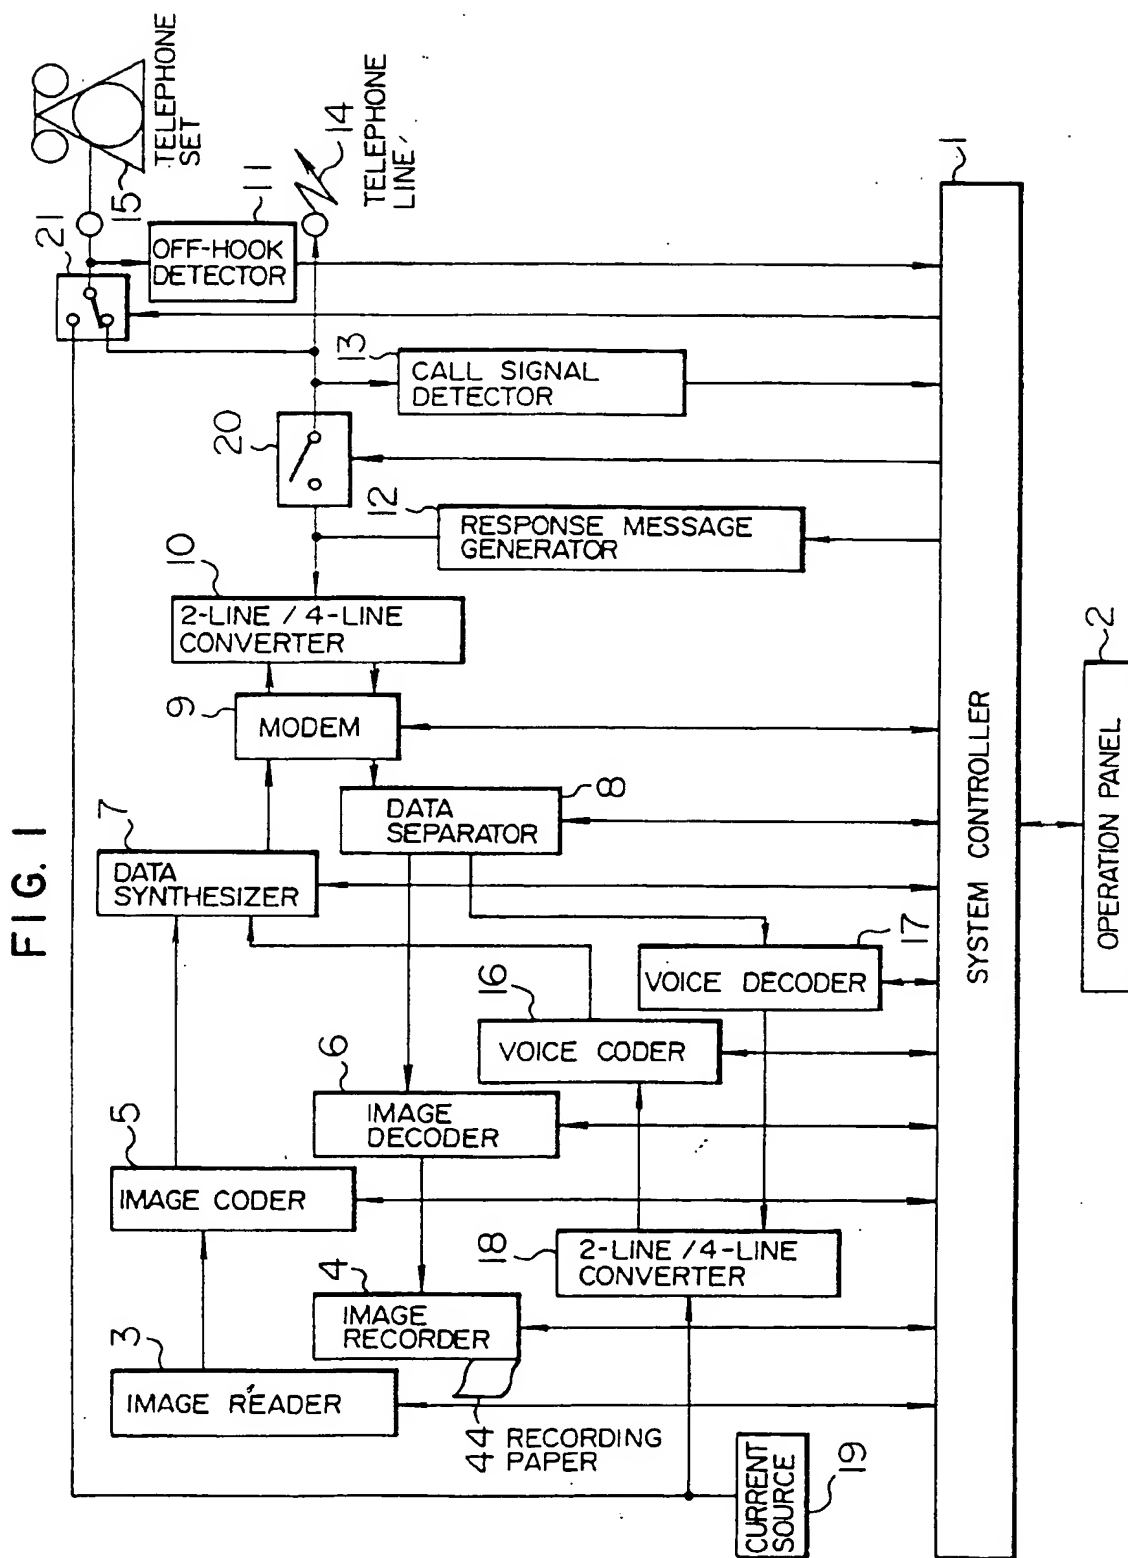 FIG. 1
TELEPHONE
SET
15
21
OFF-HOOK
DETECTOR
11
14
TELEPHONE
LINE
13
CALL SIGNAL
DETECTOR
20
12
RESPONSE MESSAGE
GENERATOR
10
2-LINE / 4-LINE
CONVERTER
9
MODEM
8
DATA
SEPARATOR
7
DATA
SYNTHESIZER
17
VOICE DECODER
16
VOICE CODER
6
IMAGE
DECODER
5
IMAGE CODER
18
2-LINE / 4-LINE
CONVERTER
4
IMAGE
RECORDER
3
IMAGE READER
44 RECORDING
PAPER
CURRENT
SOURCE
19
1
SYSTEM CONTROLLER
2
OPERATION PANEL